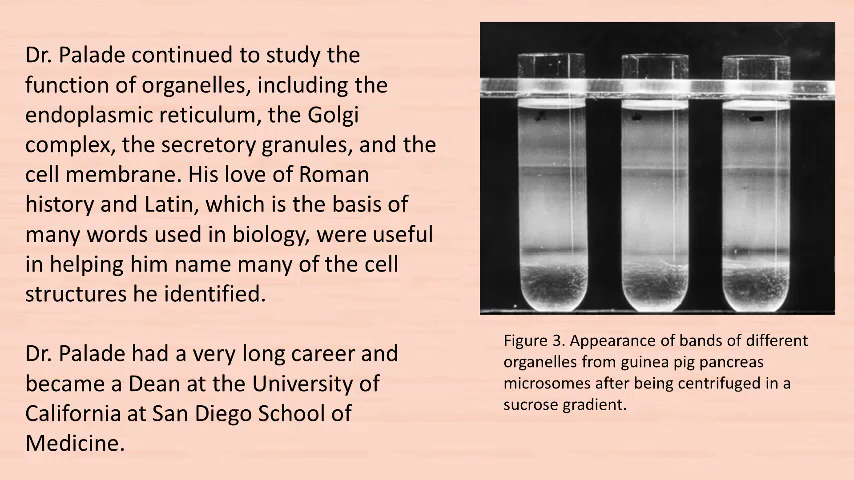 Dr. Palade continued to study the
function of organelles, including the
endoplasmic reticulum, the Golgi
complex, the secretory granules, and the
cell membrane. His love of Roman
history and Latin, which is the basis of
many words used in biology, were useful
in helping him name many of the cell
structures he identified.
Dr. Palade had a very long career and
became a Dean at the University of
California at San Diego School of
Medicine.
Figure 3. Appearance of bands of different
organelles from guinea pig pancreas
microsomes after being centrifuged in a
sucrose gradient.